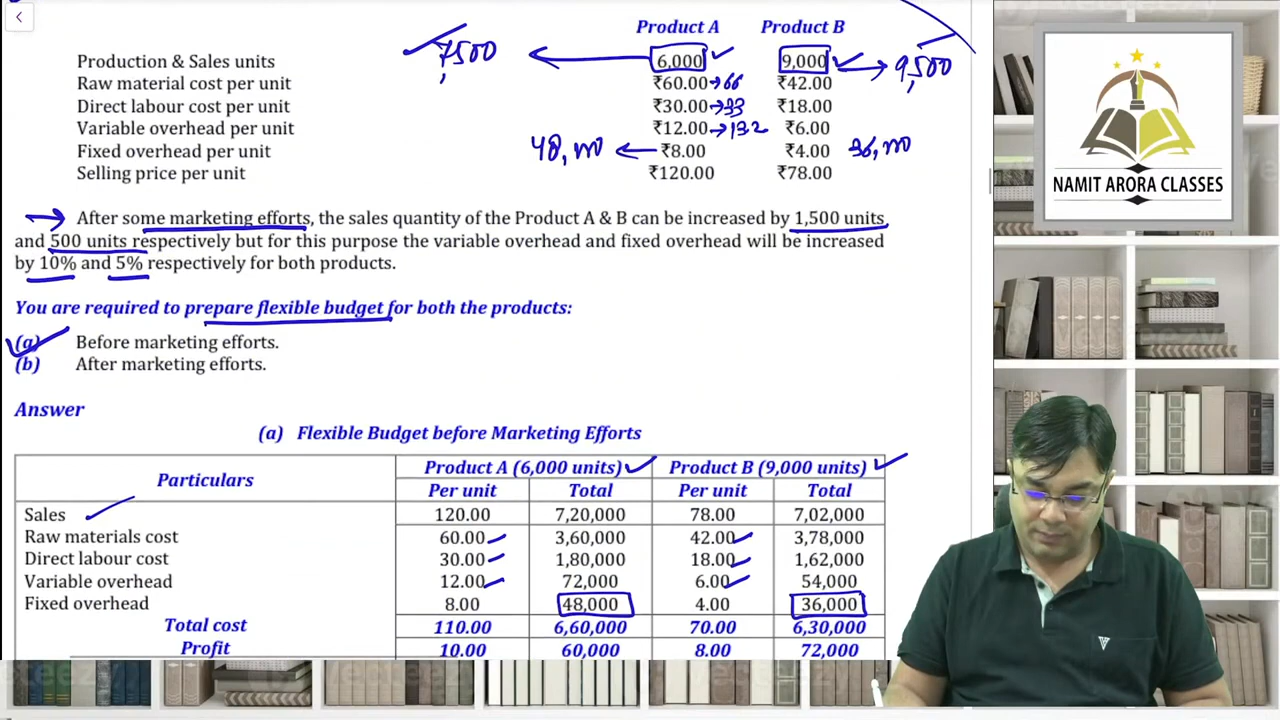 Product A Product B
Production & Sales units 7,500 6,000 9,000 9,500
Raw material cost per unit ₹60.00 66 ₹42.00
Direct labour cost per unit ₹30.00 33 ₹18.00
Variable overhead per unit ₹12.00 13.2 ₹6.00
Fixed overhead per unit ₹8.00 ₹4.00
Selling price per unit ₹120.00 ₹78.00
After some marketing efforts, the sales quantity of the Product A & B can be increased by 1,500 units,
and 500 units respectively but for this purpose the variable overhead and fixed overhead will be increased
by 10% and 5% respectively for both products.
You are required to prepare flexible budget for both the products:
(a) Before marketing efforts.
(b) After marketing efforts.
Answer
(a) Flexible Budget before Marketing Efforts
Particulars Product A (6,000 units) Product B (9,000 units)
Per unit Total Per unit Total
Sales 120.00 7,20,000 78.00 7,02,000
Raw materials cost 60.00 3,60,000 42.00 3,78,000
Direct labour cost 30.00 1,80,000 18.00 1,62,000
Variable overhead 12.00 72,000 6.00 54,000
Fixed overhead 8.00 48,000 4.00 36,000
Total cost 110.00 6,60,000 70.00 6,30,000
Profit 10.00 60,000 8.00 72,000
NAMIT ARORA CLASSES